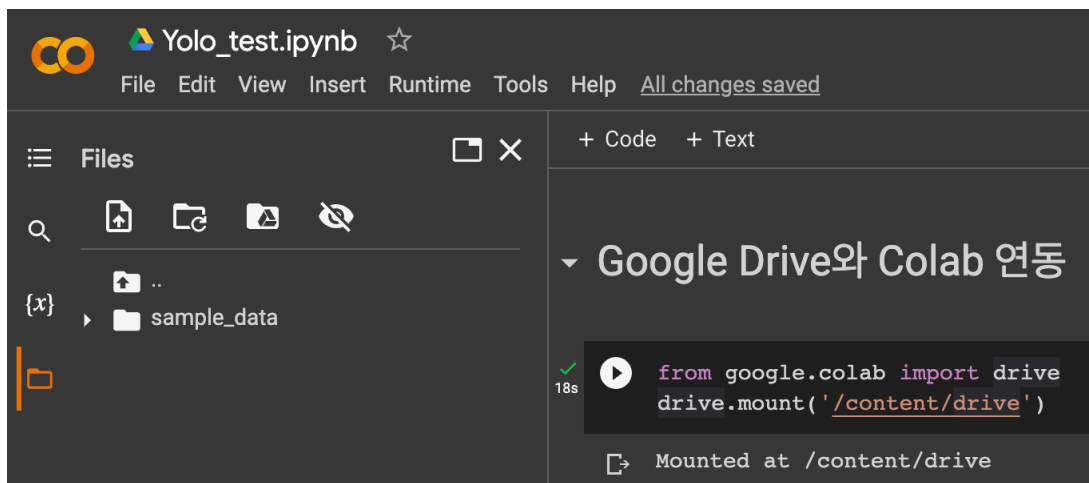 Yolo_test.ipynb
File Edit View Insert Runtime Tools Help All changes saved
Files
+ Code + Text
..
{x}
sample_data
Google Drive와 Colab 연동
18s
from google.colab import drive
drive.mount('/content/drive')
Mounted at /content/drive